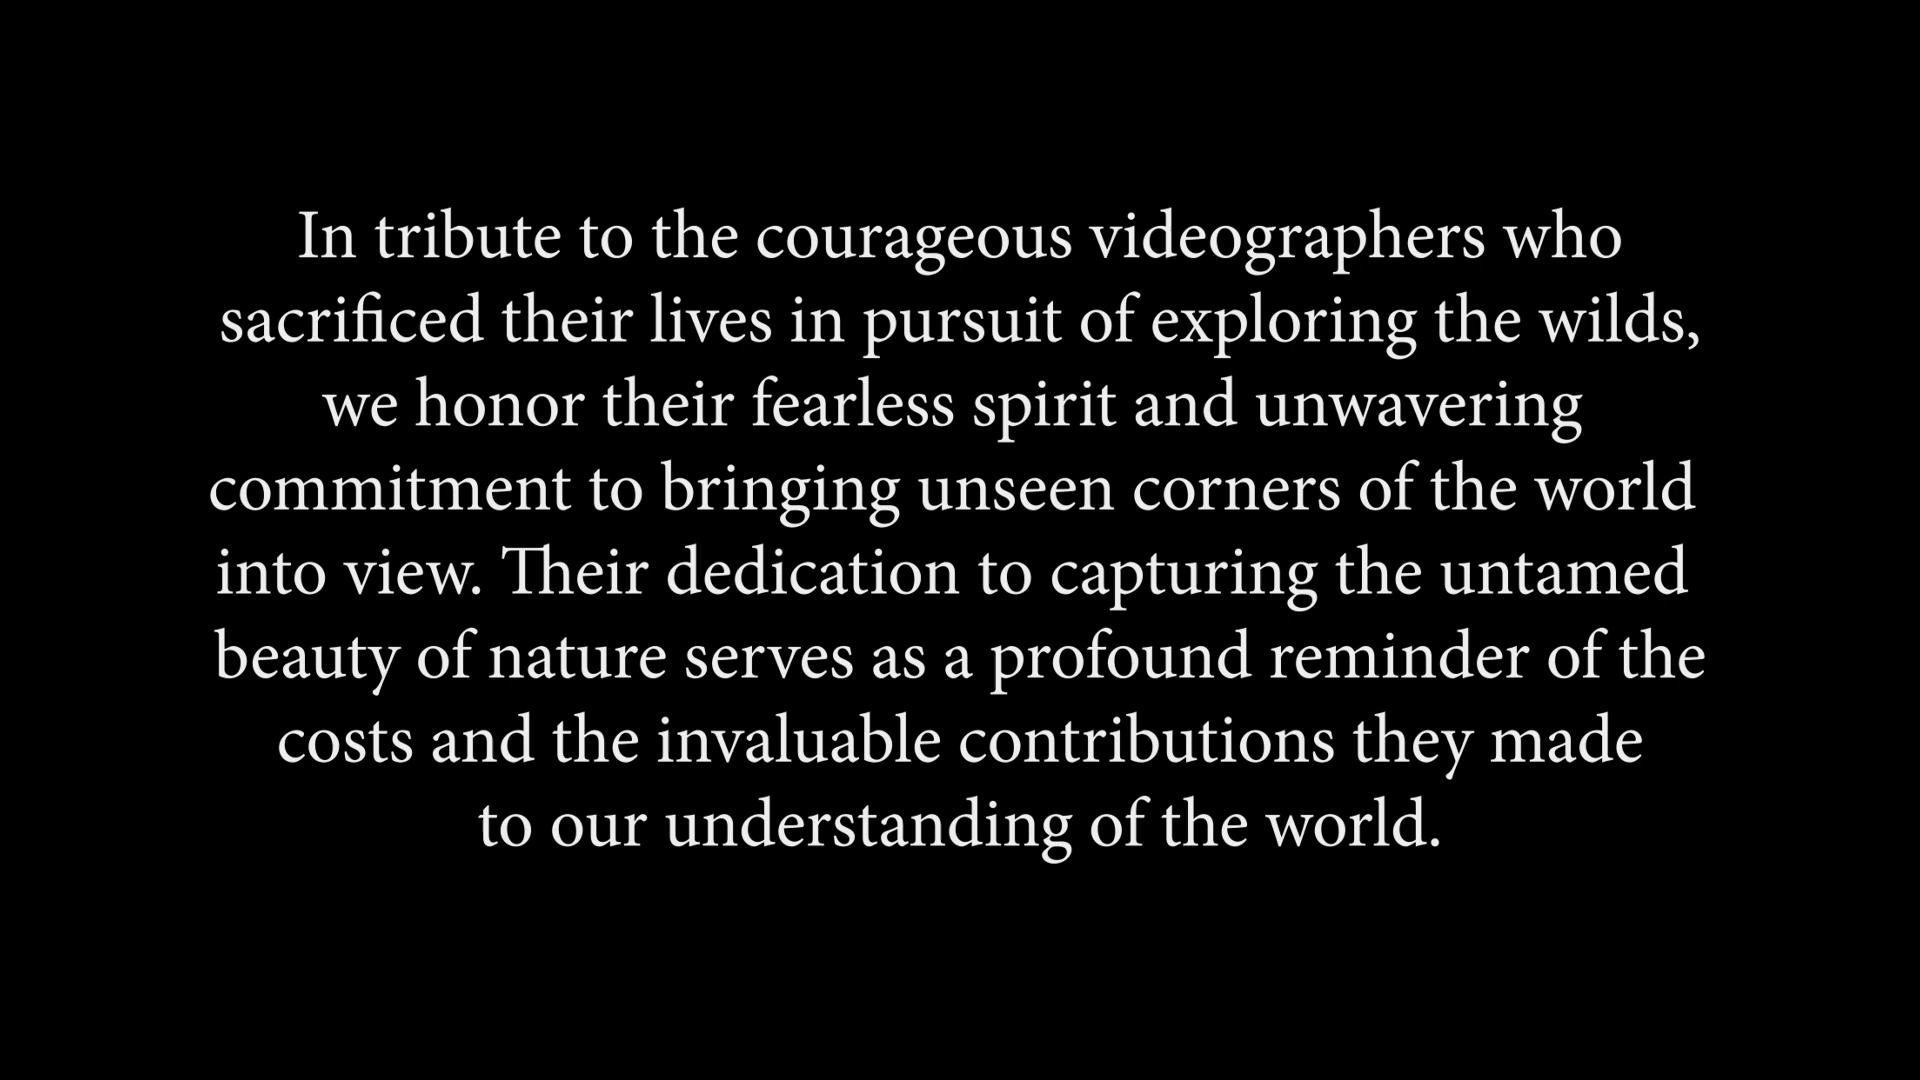 In tribute to the courageous videographers who
sacrificed their lives in pursuit of exploring the wilds,
we honor their fearless spirit and unwavering
commitment to bringing unseen corners of the world
into view. Their dedication to capturing the untamed
beauty of nature serves as a profound reminder of the
costs and the invaluable contributions they made
to our understanding of the world.